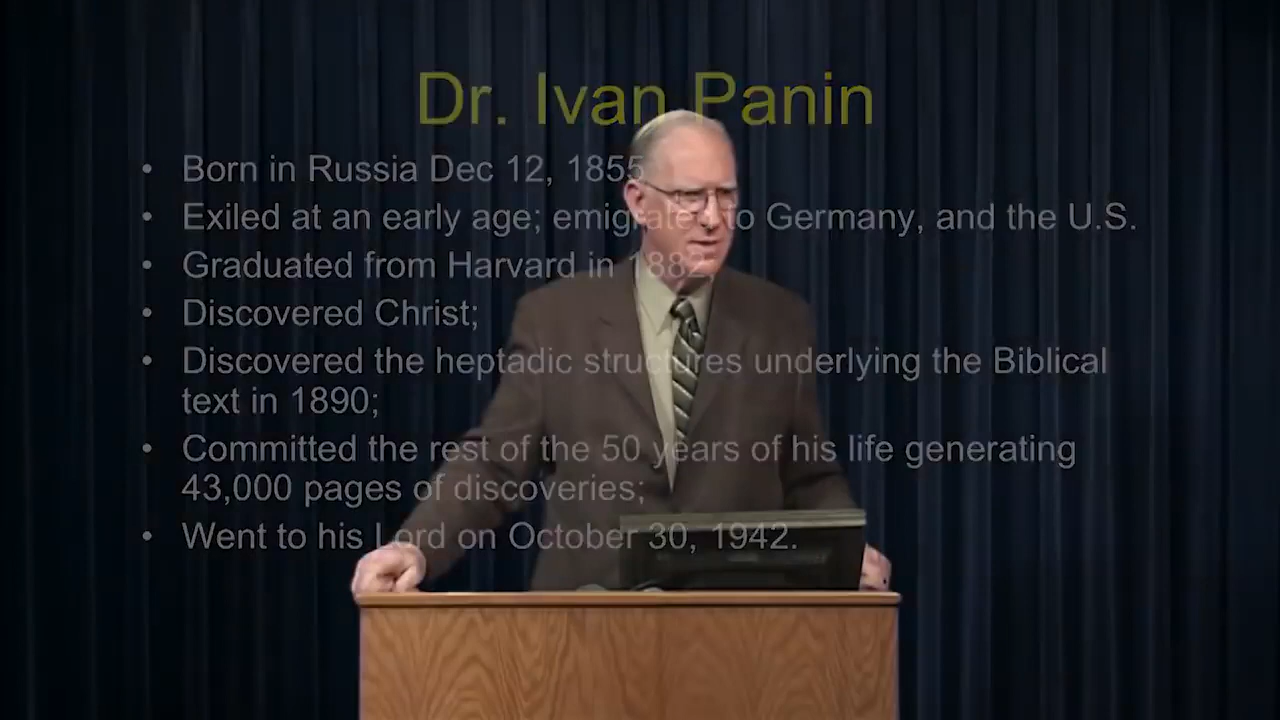 Dr. Ivan Panin
• Born in Russia Dec 12, 1855
• Exiled at an early age; emigrated to Germany, and the U.S.
• Graduated from Harvard in 1882
• Discovered Christ;
• Discovered the heptadic structures underlying the Biblical
text in 1890;
• Committed the rest of the 50 years of his life generating
43,000 pages of discoveries;
• Went to his Lord on October 30, 1942.